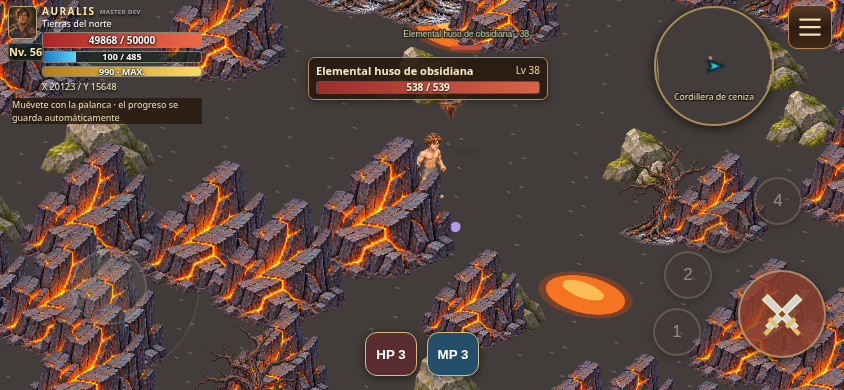 AURALIS MASTER DEV
Tierras del norte
49868 / 50000
Nv. 56
100 / 485
990 · MAX.
X 20123 / Y 15648
Muévete con la palanca · el progreso se
guarda automáticamente
Elemental huso de obsidiana · 38
Elemental huso de obsidiana Lv 38
538 / 539
Cordillera de ceniza
4
2
1
HP 3
MP 3